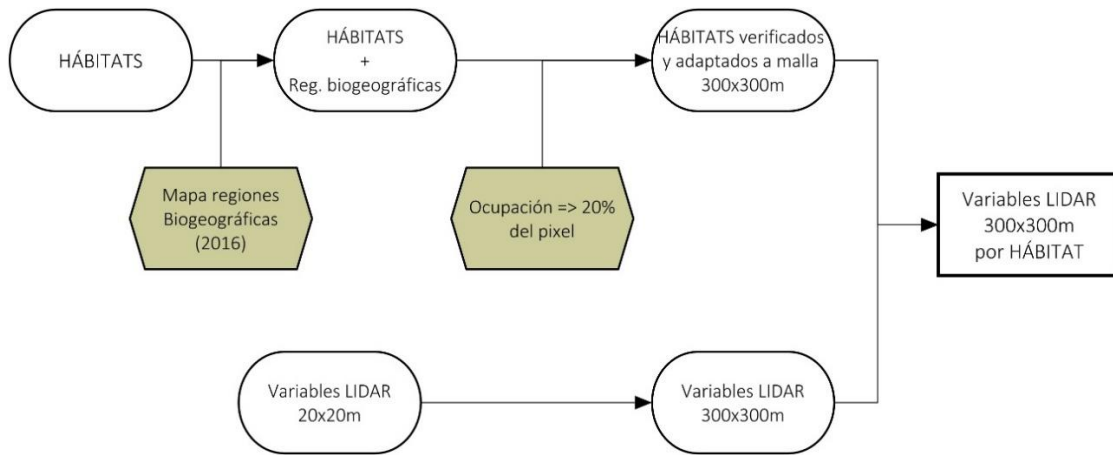 HÁBITATS
HÁBITATS
+
Reg. biogeográficas
HÁBITATS verificados
y adaptados a malla
300x300m
Mapa regiones
Biogeográficas
(2016)
Ocupación => 20%
del pixel
Variables LIDAR
300x300m
por HÁBITAT
Variables LIDAR
20x20m
Variables LIDAR
300x300m